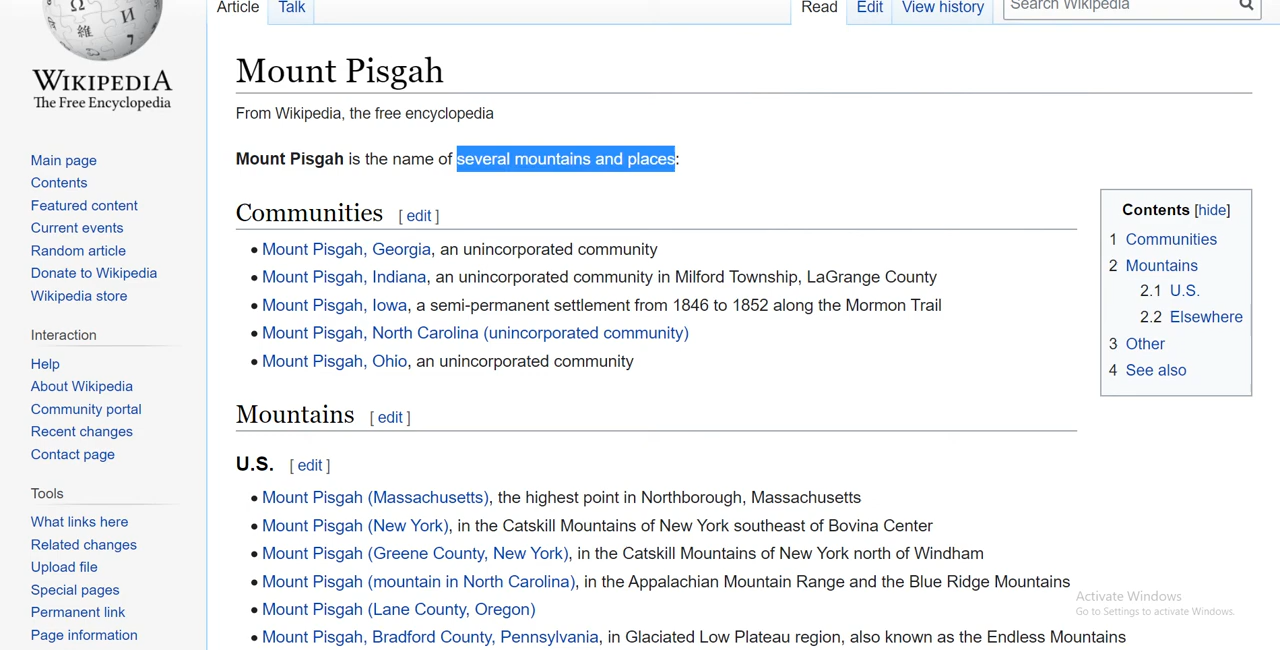 Article Talk Read Edit View history Search Wikipedia
Ω
維 И
7
WIKIPEDIA
The Free Encyclopedia
Main page
Contents
Featured content
Current events
Random article
Donate to Wikipedia
Wikipedia store
Interaction
Help
About Wikipedia
Community portal
Recent changes
Contact page
Tools
What links here
Related changes
Upload file
Special pages
Permanent link
Page information
Mount Pisgah
From Wikipedia, the free encyclopedia
Mount Pisgah is the name of several mountains and places:
Communities [ edit ]
• Mount Pisgah, Georgia, an unincorporated community
• Mount Pisgah, Indiana, an unincorporated community in Milford Township, LaGrange County
• Mount Pisgah, Iowa, a semi-permanent settlement from 1846 to 1852 along the Mormon Trail
• Mount Pisgah, North Carolina (unincorporated community)
• Mount Pisgah, Ohio, an unincorporated community
Mountains [ edit ]
U.S. [ edit ]
• Mount Pisgah (Massachusetts), the highest point in Northborough, Massachusetts
• Mount Pisgah (New York), in the Catskill Mountains of New York southeast of Bovina Center
• Mount Pisgah (Greene County, New York), in the Catskill Mountains of New York north of Windham
• Mount Pisgah (mountain in North Carolina), in the Appalachian Mountain Range and the Blue Ridge Mountains
• Mount Pisgah (Lane County, Oregon)
• Mount Pisgah, Bradford County, Pennsylvania, in Glaciated Low Plateau region, also known as the Endless Mountains
Contents [hide]
1 Communities
2 Mountains
2.1 U.S.
2.2 Elsewhere
3 Other
4 See also
Activate Windows
Go to Settings to activate Windows.